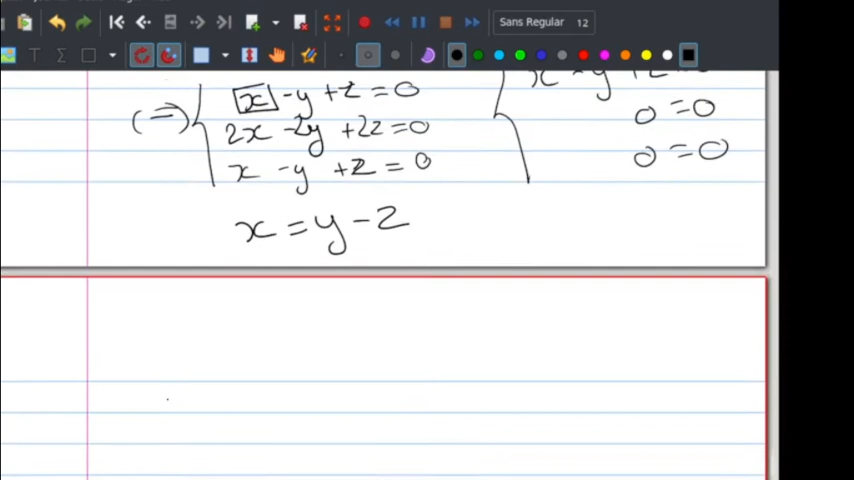 Sans Regular 12
x - y + z = 0
(=)
2x - 2y + 2z = 0
x - y + z = 0
0 = 0
0 = 0
x = y - z